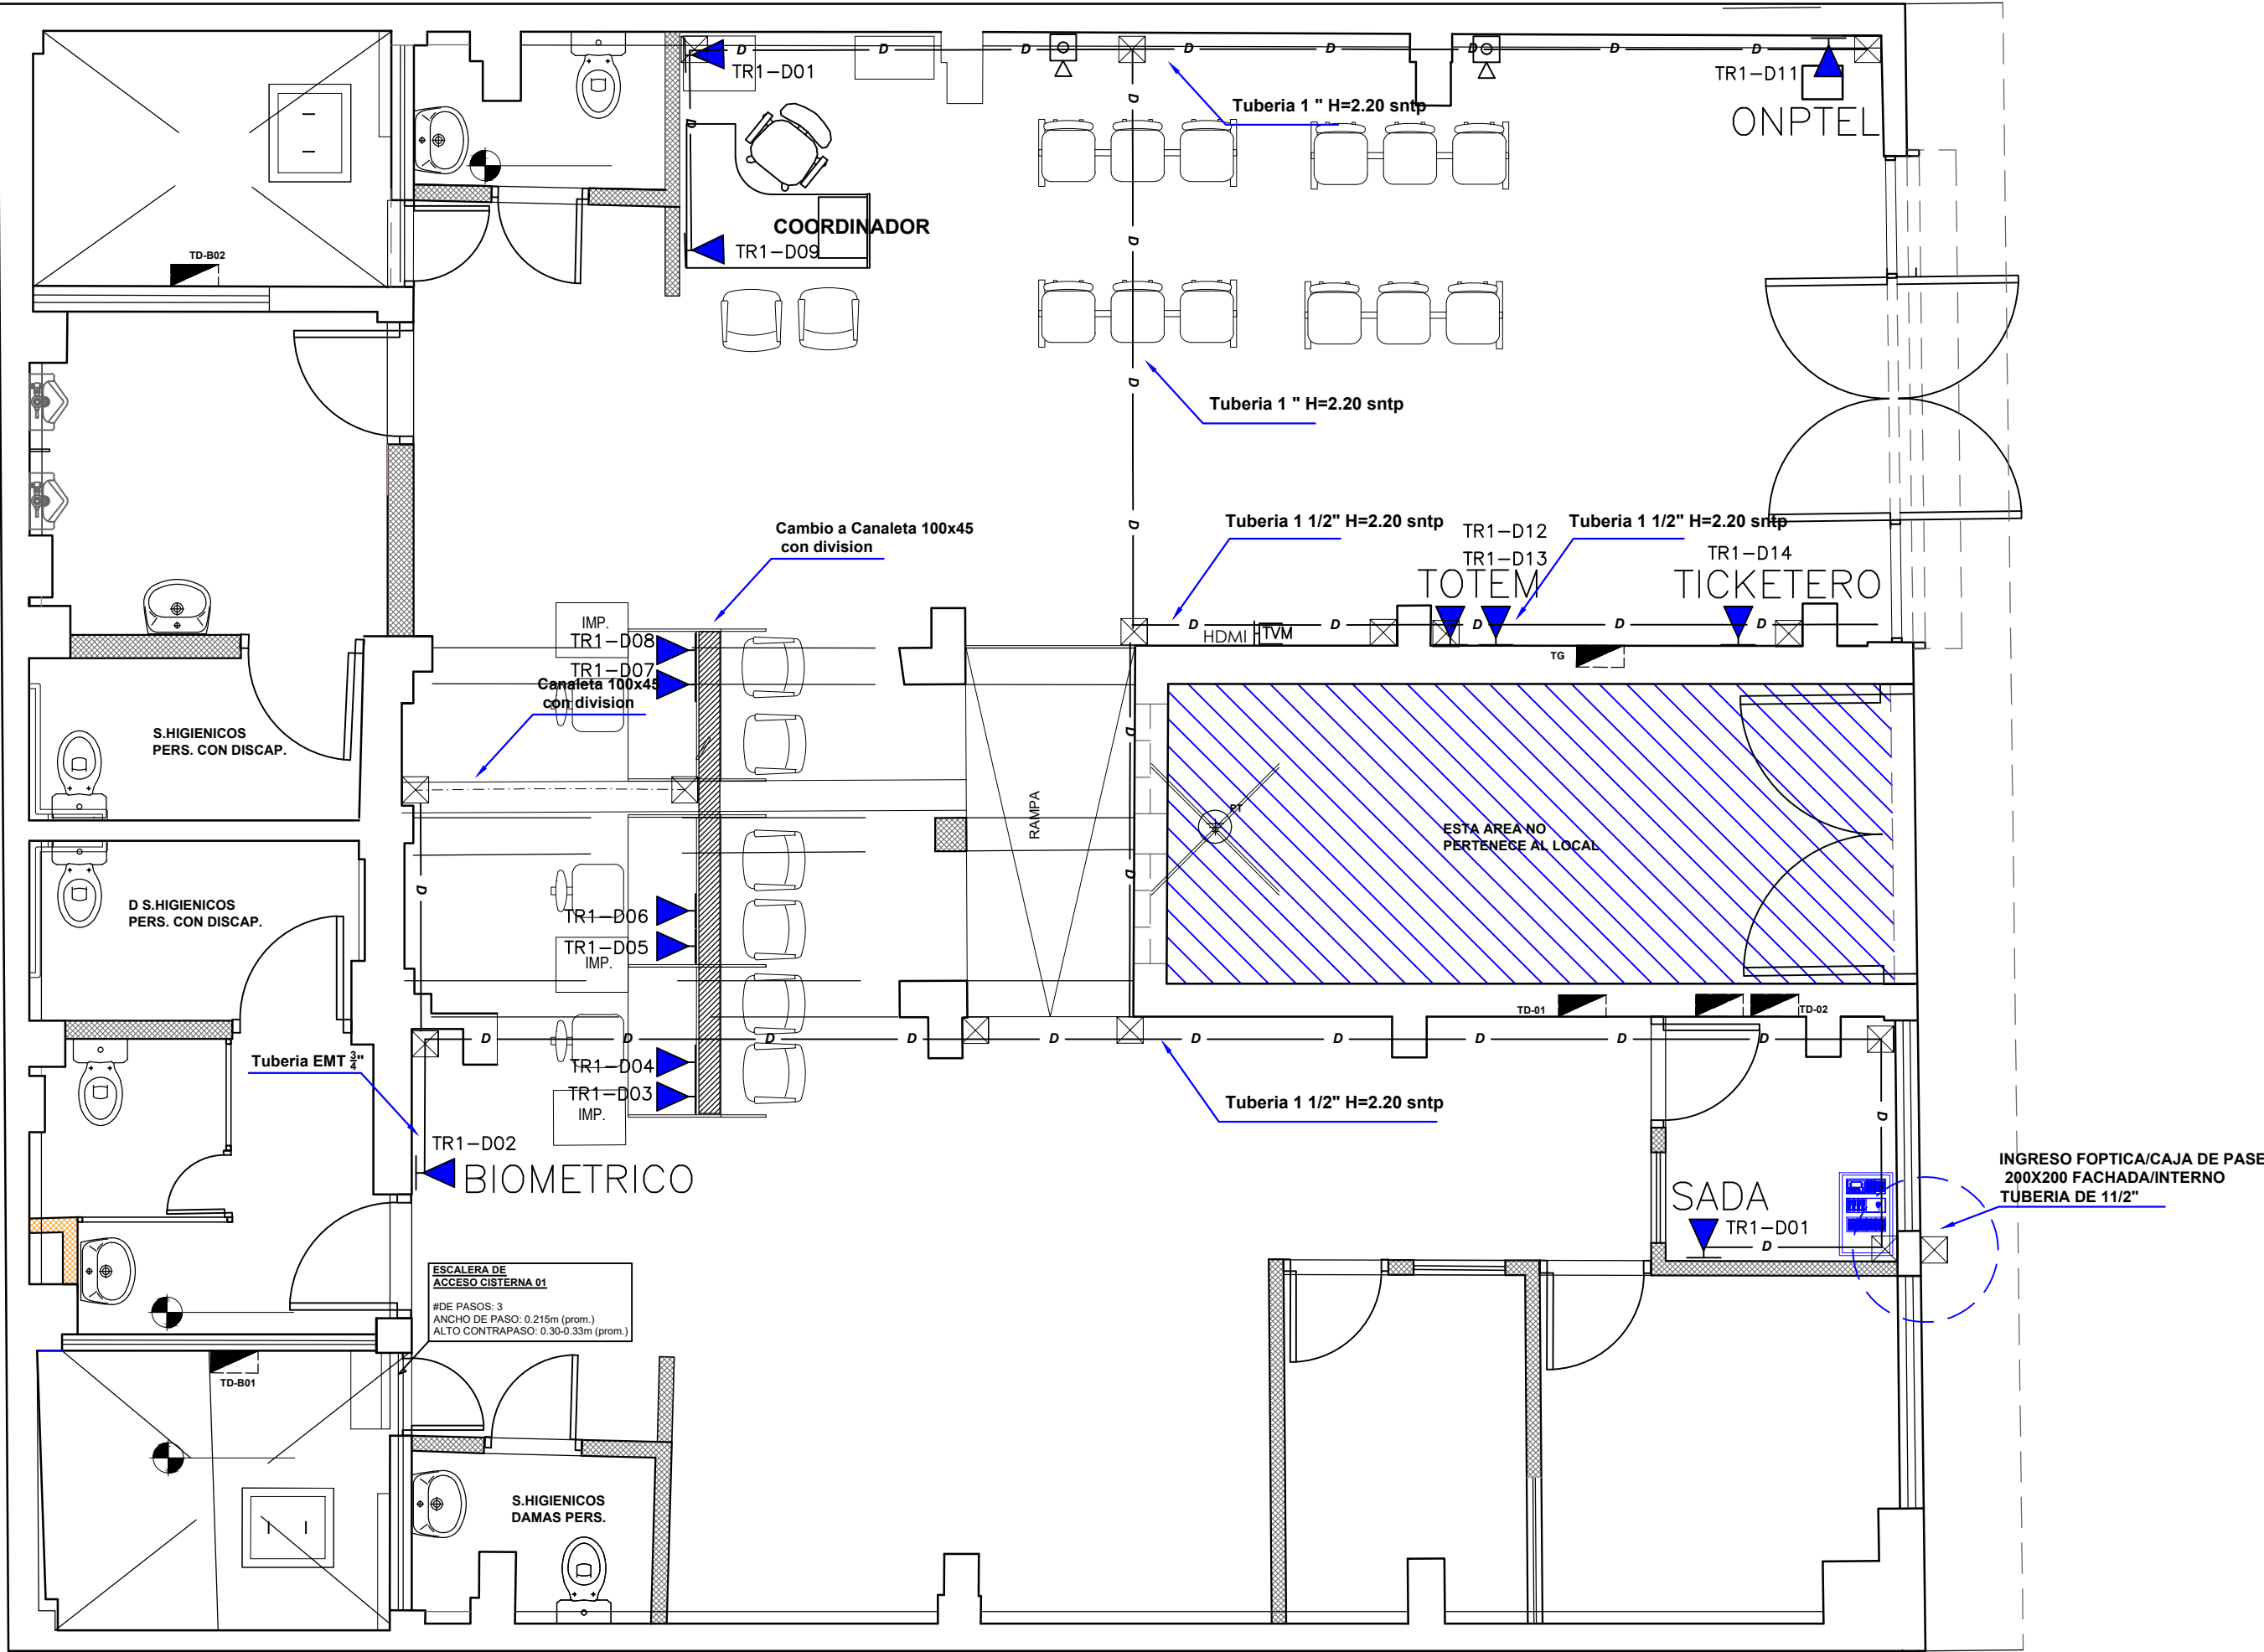 D D D D D D D D
TR1-D01
TR1-D11
ONPTEL
Tuberia 1 " H=2.20 sntp
D
D
COORDINADOR
TR1-D09
D
TD-B02
D
Tuberia 1 " H=2.20 sntp
D
Cambio a Canaleta 100x45
con division
Tuberia 1 1/2" H=2.20 sntp
TR1-D12
TR1-D13
TOTEM
Tuberia 1 1/2" H=2.20 sntp
TR1-D14
TICKETERO
D D D D D
HDMI TVM
TG
IMP.
TR1-D08
TR1-D07
Canaleta 100x45
con division
S.HIGIENICOS
PERS. CON DISCAP.
D
RAMPA
PT
ESTA AREA NO
PERTENECE AL LOCAL
D
D
D S.HIGIENICOS
PERS. CON DISCAP.
TR1-D06
TR1-D05
IMP.
TD-01
TD-02
D D D D D D D D D D
Tuberia EMT 3/4"
TR1-D04
TR1-D03
IMP.
Tuberia 1 1/2" H=2.20 sntp
D
TR1-D02
BIOMETRICO
SADA
TR1-D01
D
INGRESO FOPTICA/CAJA DE PASE
200X200 FACHADA/INTERNO
TUBERIA DE 11/2"
ESCALERA DE
ACCESO CISTERNA 01
#DE PASOS: 3
ANCHO DE PASO: 0.215m (prom.)
ALTO CONTRAPASO: 0.30-0.33m (prom.)
TD-B01
S.HIGIENICOS
DAMAS PERS.